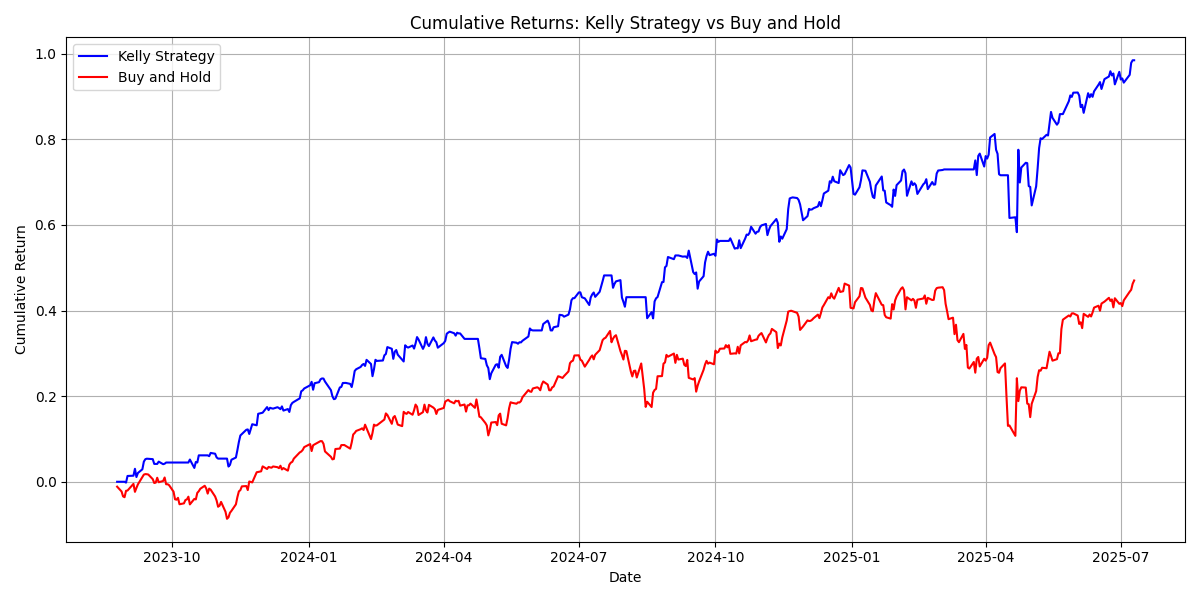 Cumulative Returns: Kelly Strategy vs Buy and Hold
Kelly Strategy
Buy and Hold
Cumulative Return
1.0
0.8
0.6
0.4
0.2
0.0
2023-10 2024-01 2024-04 2024-07 2024-10 2025-01 2025-04 2025-07
Date